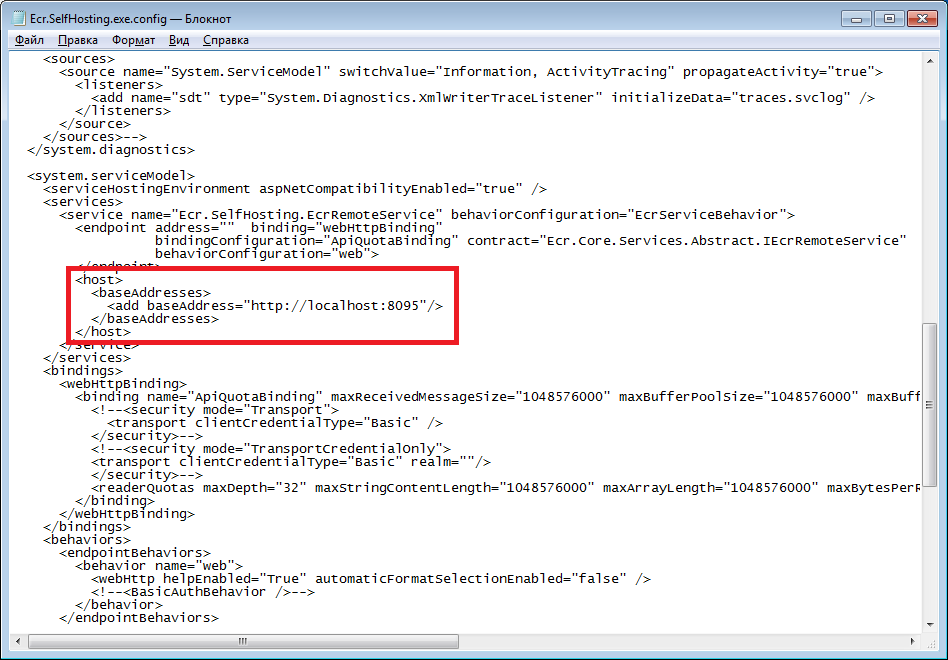 Ecr.SelfHosting.exe.config — Блокнот
Файл Правка Формат Вид Справка
<sources>
<source name="System.ServiceModel" switchValue="Information, ActivityTracing" propagateActivity="true">
<listeners>
<add name="sdt" type="System.Diagnostics.XmlWriterTraceListener" initializeData="traces.svclog" />
</listeners>
</source>
</sources>-->
</system.diagnostics>
<system.serviceModel>
<serviceHostingEnvironment aspNetCompatibilityEnabled="true" />
<services>
<service name="Ecr.SelfHosting.EcrRemoteService" behaviorConfiguration="EcrServiceBehavior">
<endpoint address="" binding="webHttpBinding"
bindingConfiguration="ApiQuotaBinding" contract="Ecr.Core.Services.Abstract.IEcrRemoteService"
behaviorConfiguration="web">
</endpoint>
<host>
<baseAddresses>
<add baseAddress="http://localhost:8095"/>
</baseAddresses>
</host>
</service>
</services>
<bindings>
<webHttpBinding>
<binding name="ApiQuotaBinding" maxReceivedMessageSize="1048576000" maxBufferPoolSize="1048576000" maxBuff
<!--<security mode="Transport">
<transport clientCredentialType="Basic" />
</security>-->
<!--<security mode="TransportCredentialOnly">
<transport clientCredentialType="Basic" realm=""/>
</security>-->
<readerQuotas maxDepth="32" maxStringContentLength="1048576000" maxArrayLength="1048576000" maxBytesPerR
</binding>
</webHttpBinding>
</bindings>
<behaviors>
<endpointBehaviors>
<behavior name="web">
<webHttp helpEnabled="True" automaticFormatSelectionEnabled="false" />
<!--<BasicAuthBehavior />-->
</behavior>
</endpointBehaviors>